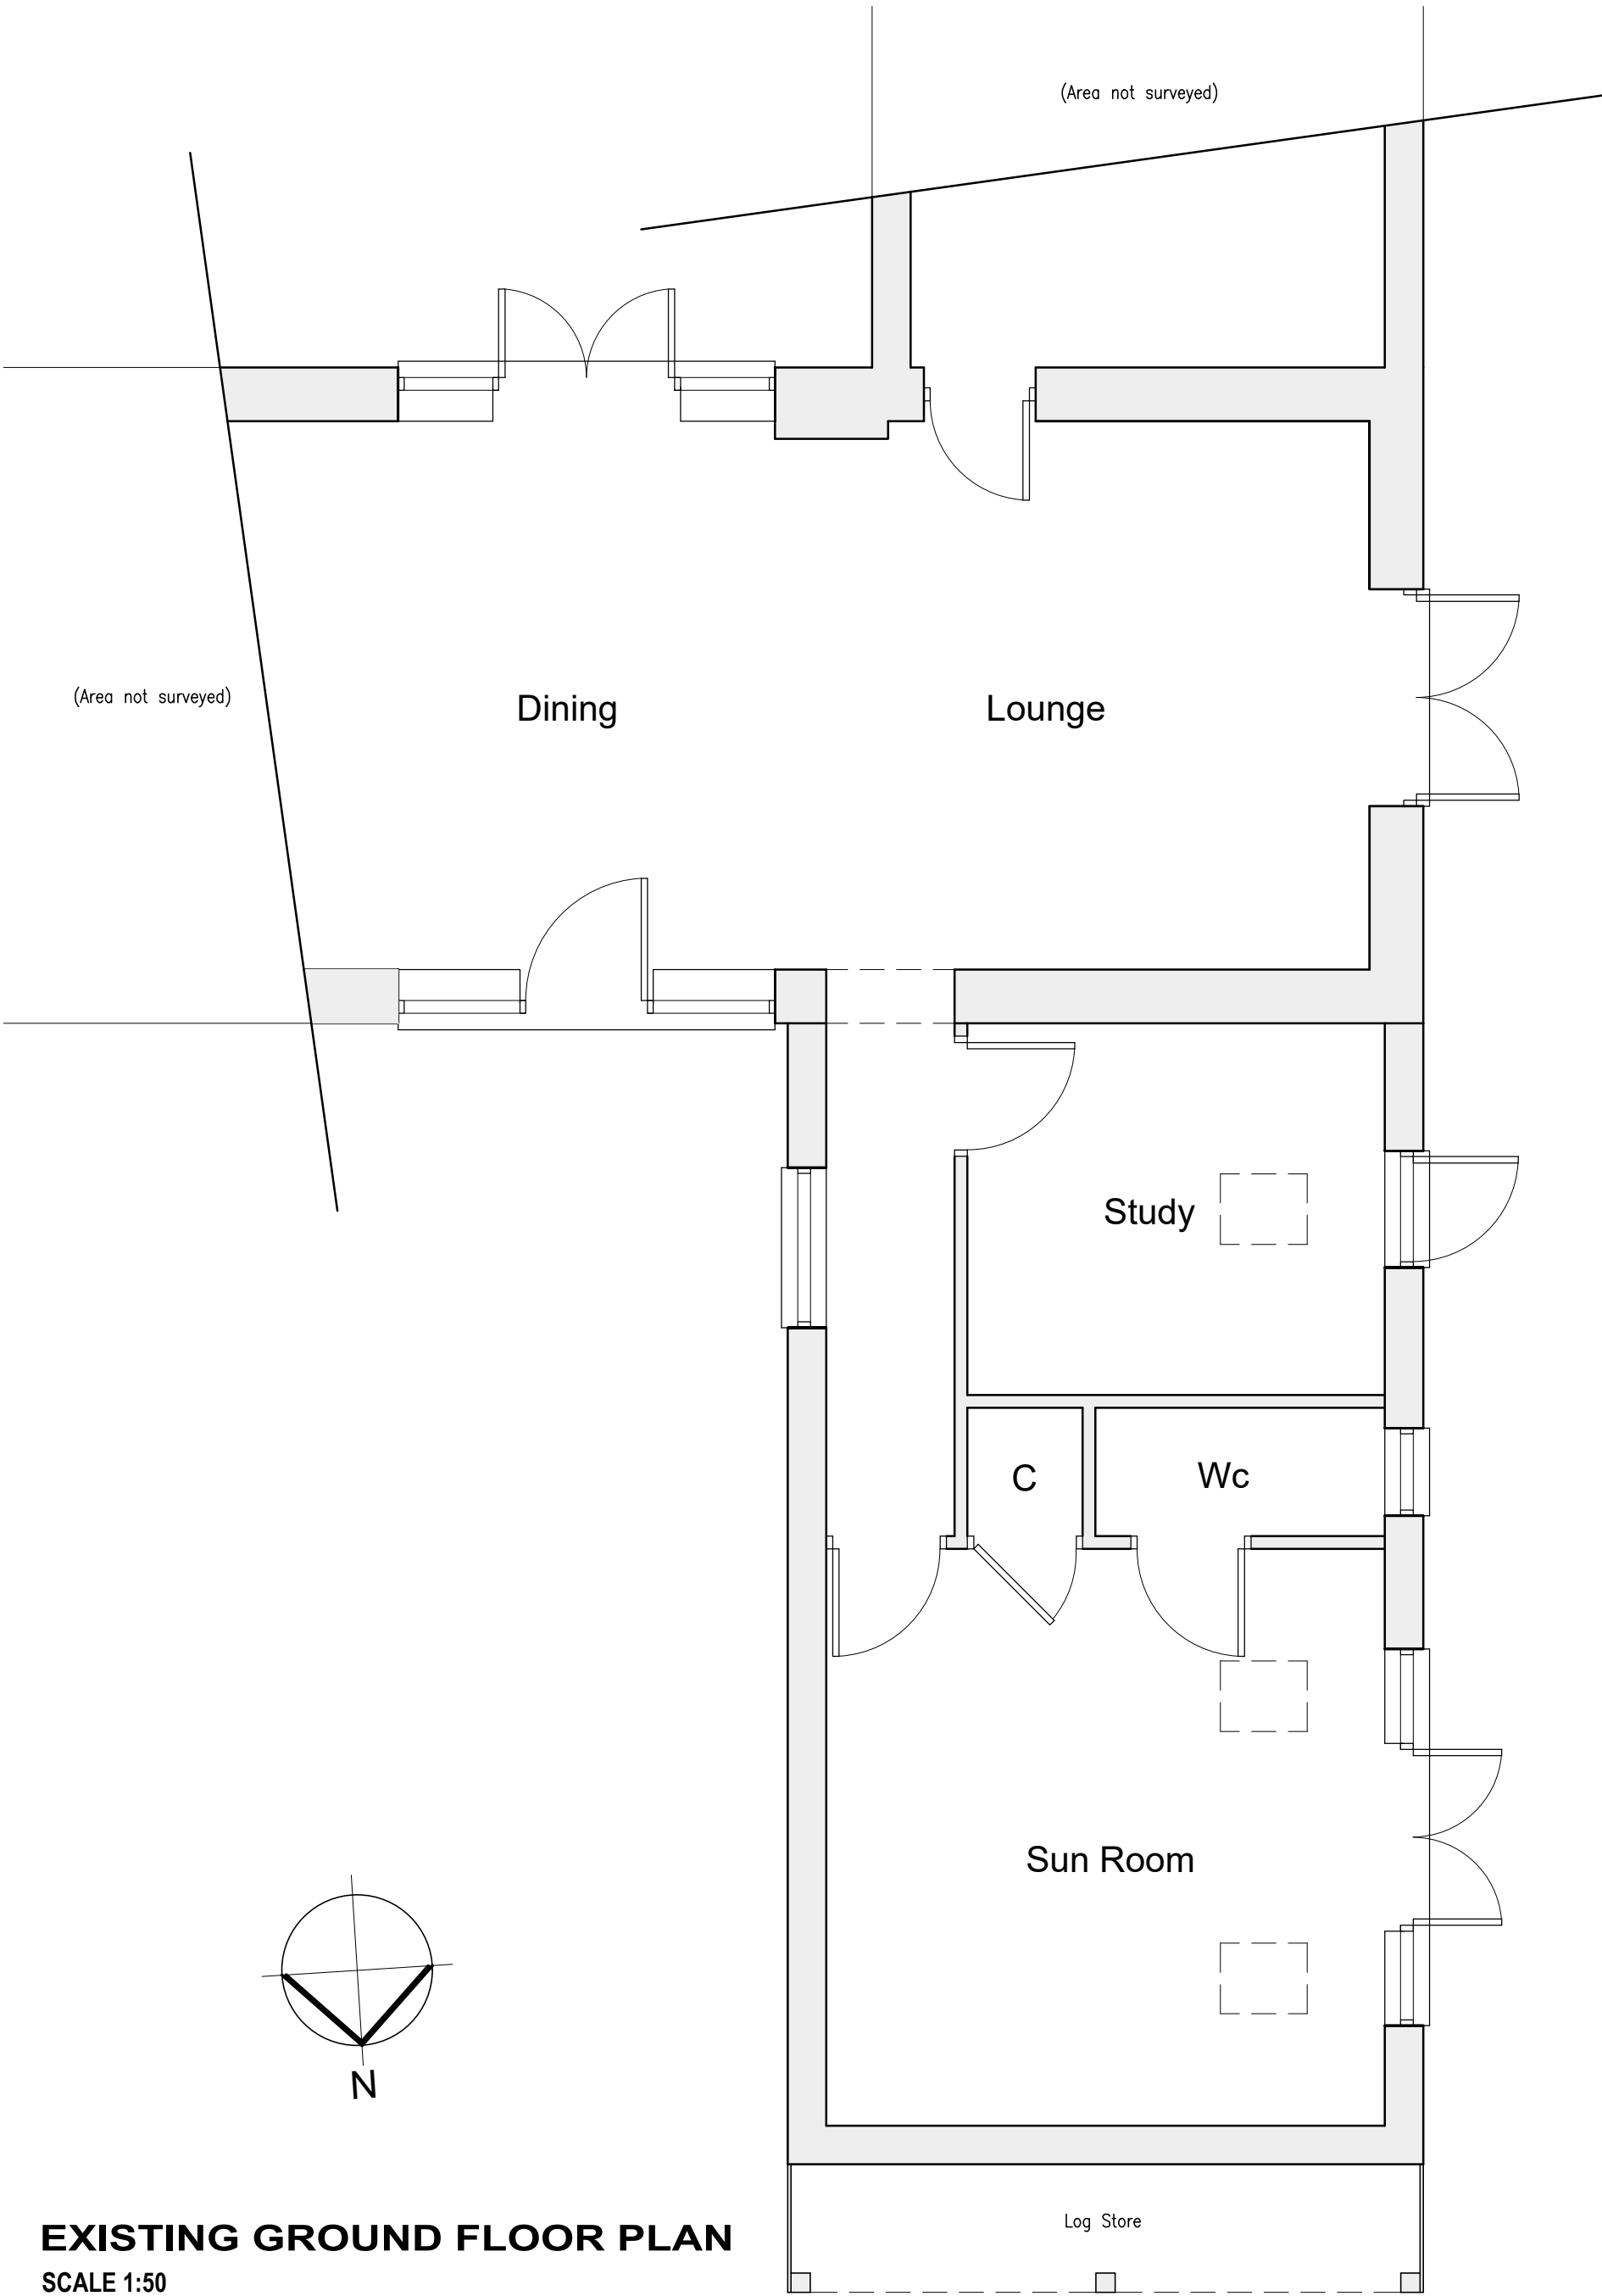 (Area not surveyed)
(Area not surveyed)
Dining
Lounge
Study
C
Wc
Sun Room
N
Log Store
EXISTING GROUND FLOOR PLAN
SCALE 1:50